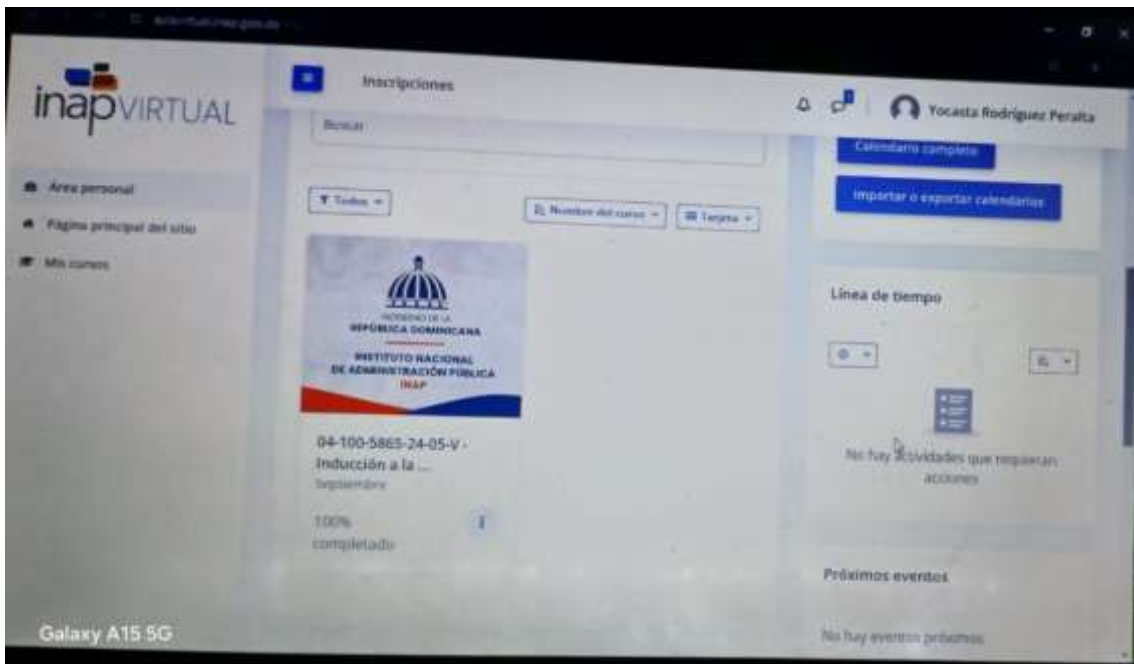 inapVIRTUAL
Inscripciones
Yocasta Rodríguez Peralta
Área personal
Página principal del sitio
Mis cursos
Buscar
Todos
Nombre del curso
Tarjeta
GOBIERNO DE LA
REPÚBLICA DOMINICANA
INSTITUTO NACIONAL
DE ADMINISTRACIÓN PÚBLICA
INAP
04-100-5865-24-05-V -
Inducción a la ...
Septiembre
100%
completado
Calendario completo
Importar o exportar calendarios
Línea de tiempo
No hay actividades que requieran
acciones
Próximos eventos
No hay eventos próximos
Galaxy A15 5G